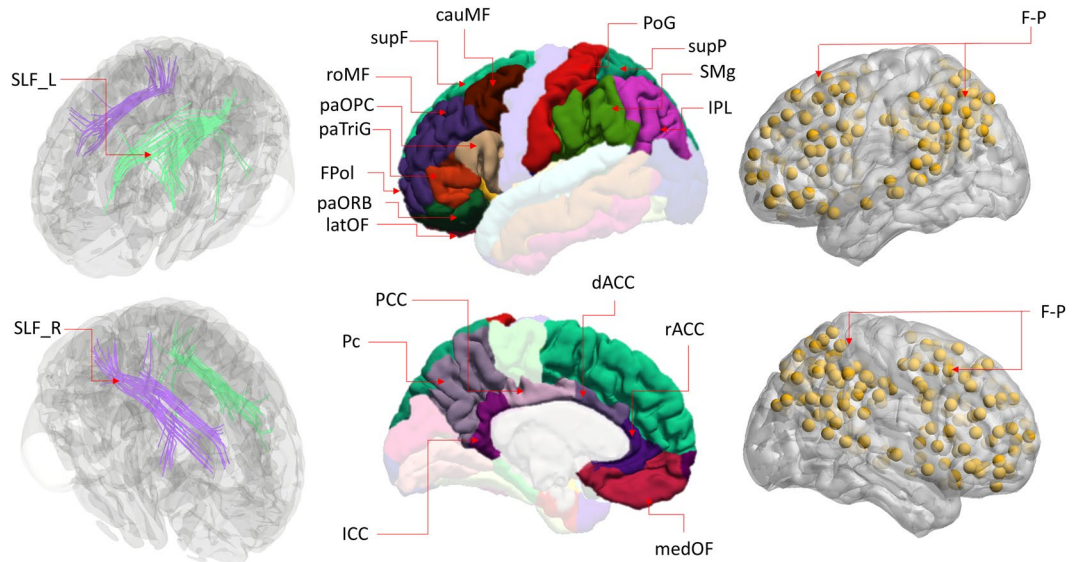 SLF_L
cauMF
supF
roMF
paOPC
paTriG
FPol
paORB
latOF
PoG
supP
SMg
IPL
F-P
SLF_R
PCC
Pc
ICC
dACC
rACC
medOF
F-P